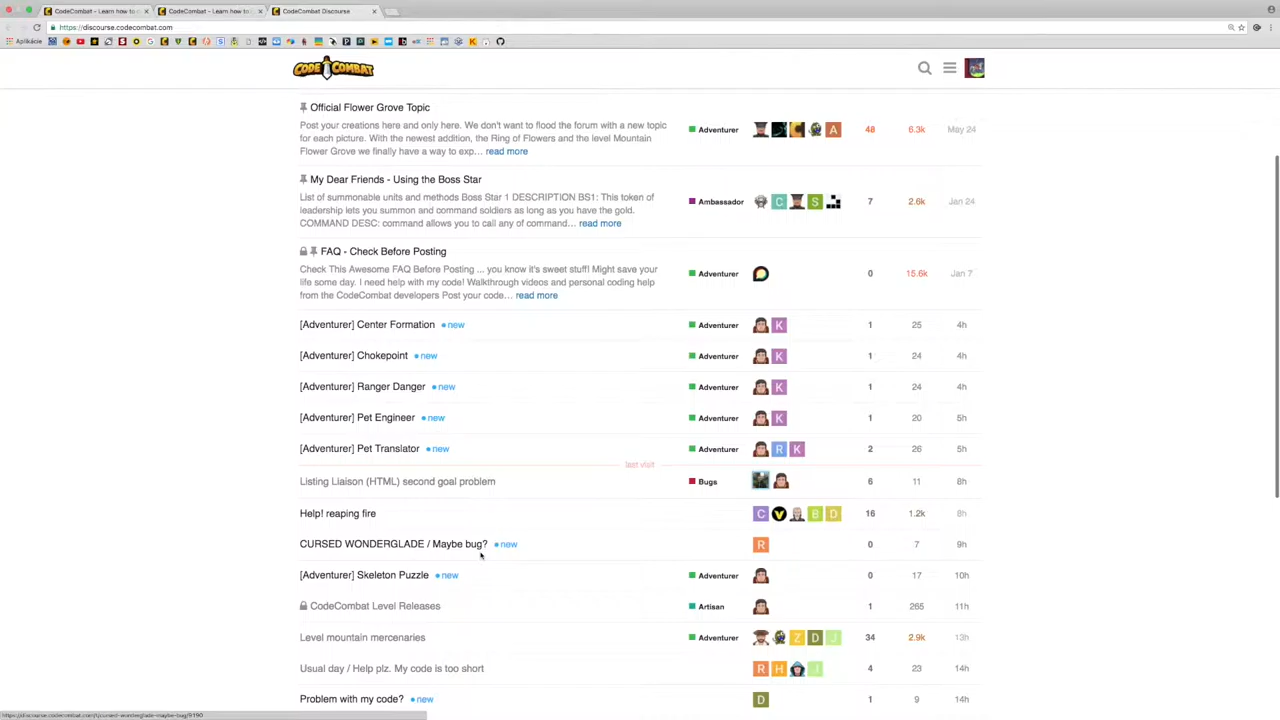 CodeCombat - Learn how to c
CodeCombat - Learn how to
CodeCombat Discourse
https://discourse.codecombat.com
Aplikácie
CODE COMBAT
Official Flower Grove Topic
Post your creations here and only here. We don't want to flood the forum with a new topic
for each picture. With the newest addition, the Ring of Flowers and the level Mountain
Flower Grove we finally have a way to exp… read more
Adventurer A 48 6.3k May 24
My Dear Friends - Using the Boss Star
List of summonable units and methods Boss Star 1 DESCRIPTION BS1: This token of
leadership lets you summon and command soldiers as long as you have the gold.
COMMAND DESC: command allows you to call any of command… read more
Ambassador C S 7 2.6k Jan 24
FAQ - Check Before Posting
Check This Awesome FAQ Before Posting ... you know it's sweet stuff! Might save your
life some day. I need help with my code! Walkthrough videos and personal coding help
from the CodeCombat developers Post your code… read more
Adventurer 0 15.6k Jan 7
[Adventurer] Center Formation new Adventurer K 1 25 4h
[Adventurer] Chokepoint new Adventurer K 1 24 4h
[Adventurer] Ranger Danger new Adventurer K 1 24 4h
[Adventurer] Pet Engineer new Adventurer K 1 20 5h
[Adventurer] Pet Translator new Adventurer R K 2 26 5h
last visit
Listing Liaison (HTML) second goal problem Bugs 6 11 8h
Help! reaping fire C V B D 16 1.2k 8h
CURSED WONDERGLADE / Maybe bug? new R 0 7 9h
[Adventurer] Skeleton Puzzle new Adventurer 0 17 10h
CodeCombat Level Releases Artisan 1 265 11h
Level mountain mercenaries Adventurer Z D J 34 2.9k 13h
Usual day / Help plz. My code is too short R H J 4 23 14h
Problem with my code? new D 1 9 14h
https://discourse.codecombat.com/t/cursed-wonderglade-maybe-bug/9190